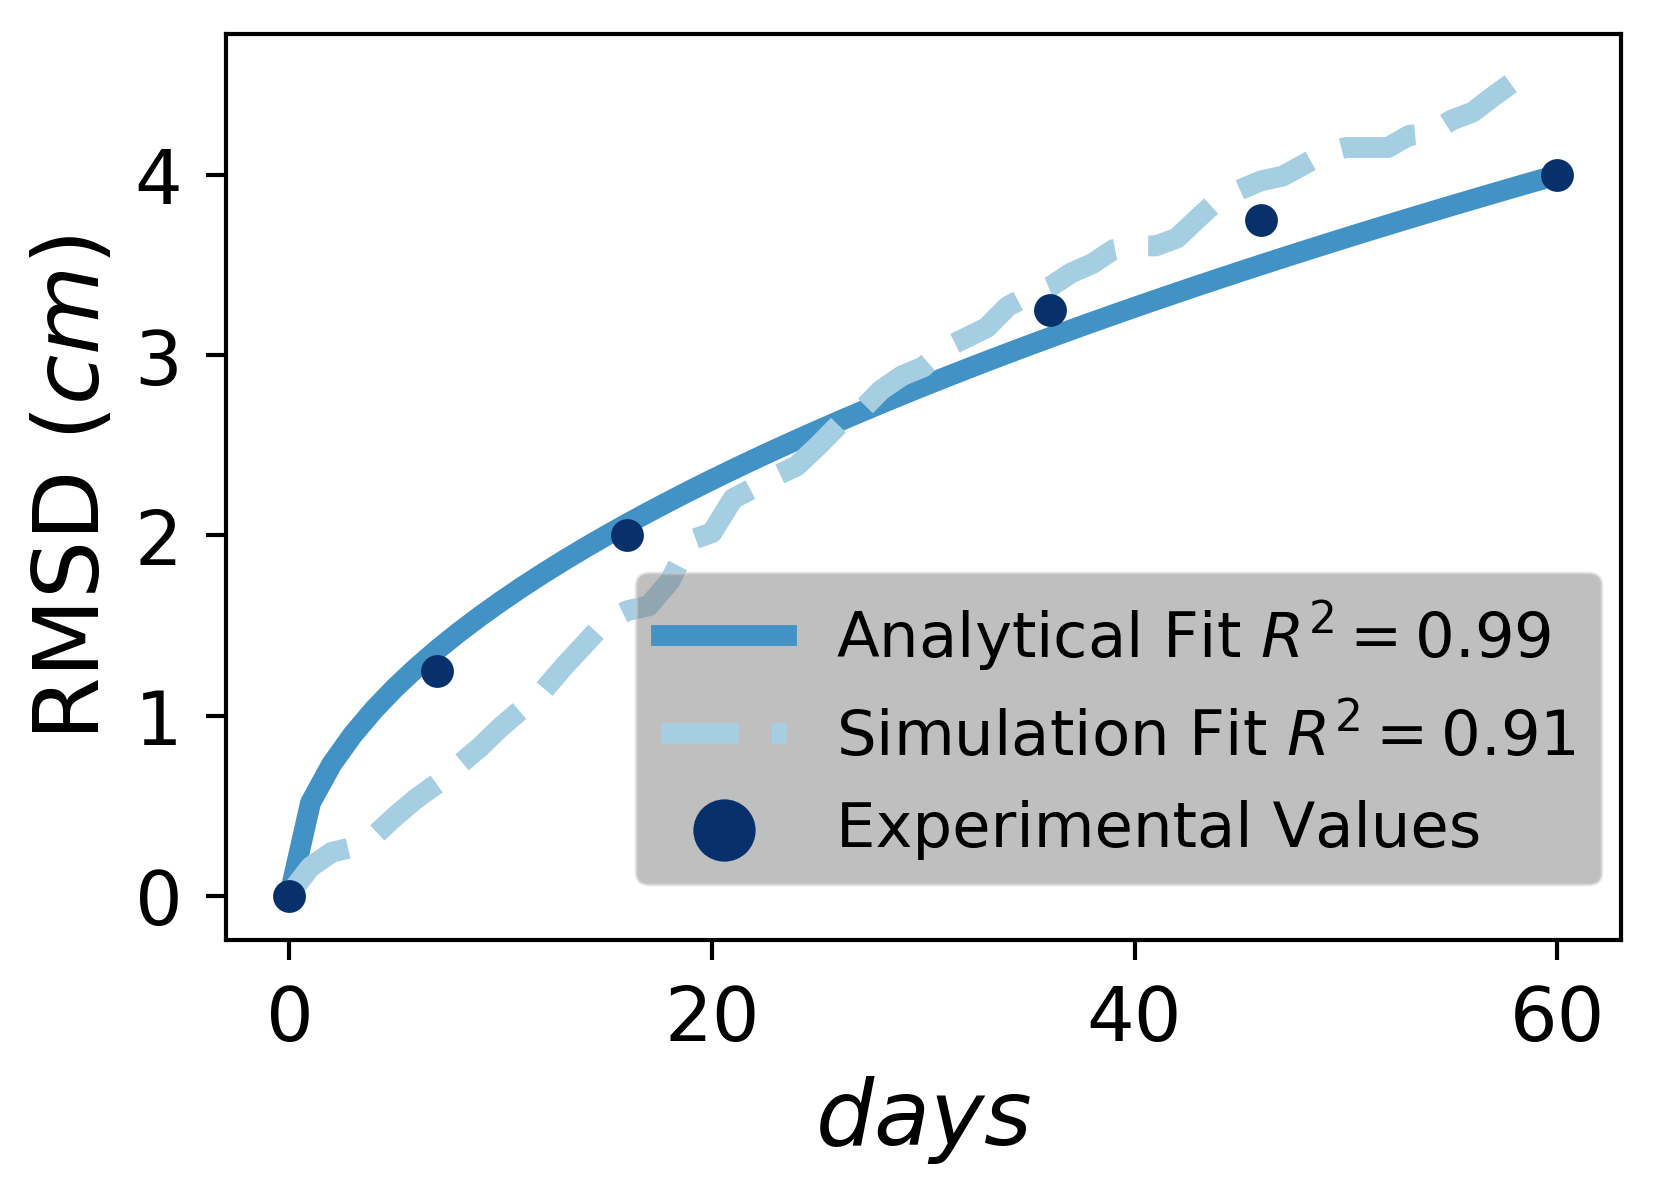 RMSD (cm)
4
3
2
1
0
Analytical Fit R² = 0.99
Simulation Fit R² = 0.91
Experimental Values
0 20 40 60
days